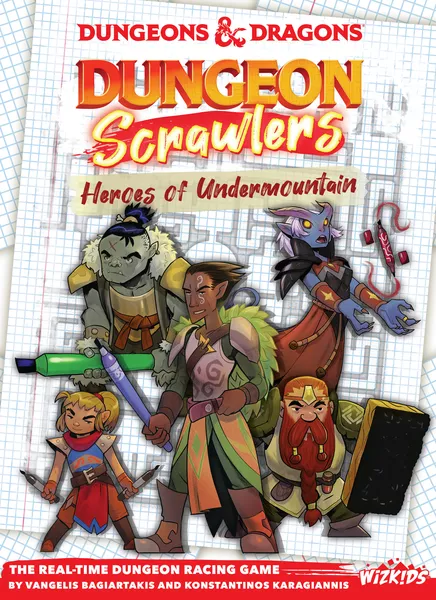 DUNGEONS & DRAGONS
DUNGEON
Scrawlers
Heroes of Undermountain
THE REAL-TIME DUNGEON RACING GAME
BY VANGELIS BAGIARTAKIS AND KONSTANTINOS KARAGIANNIS
WIZKIDS